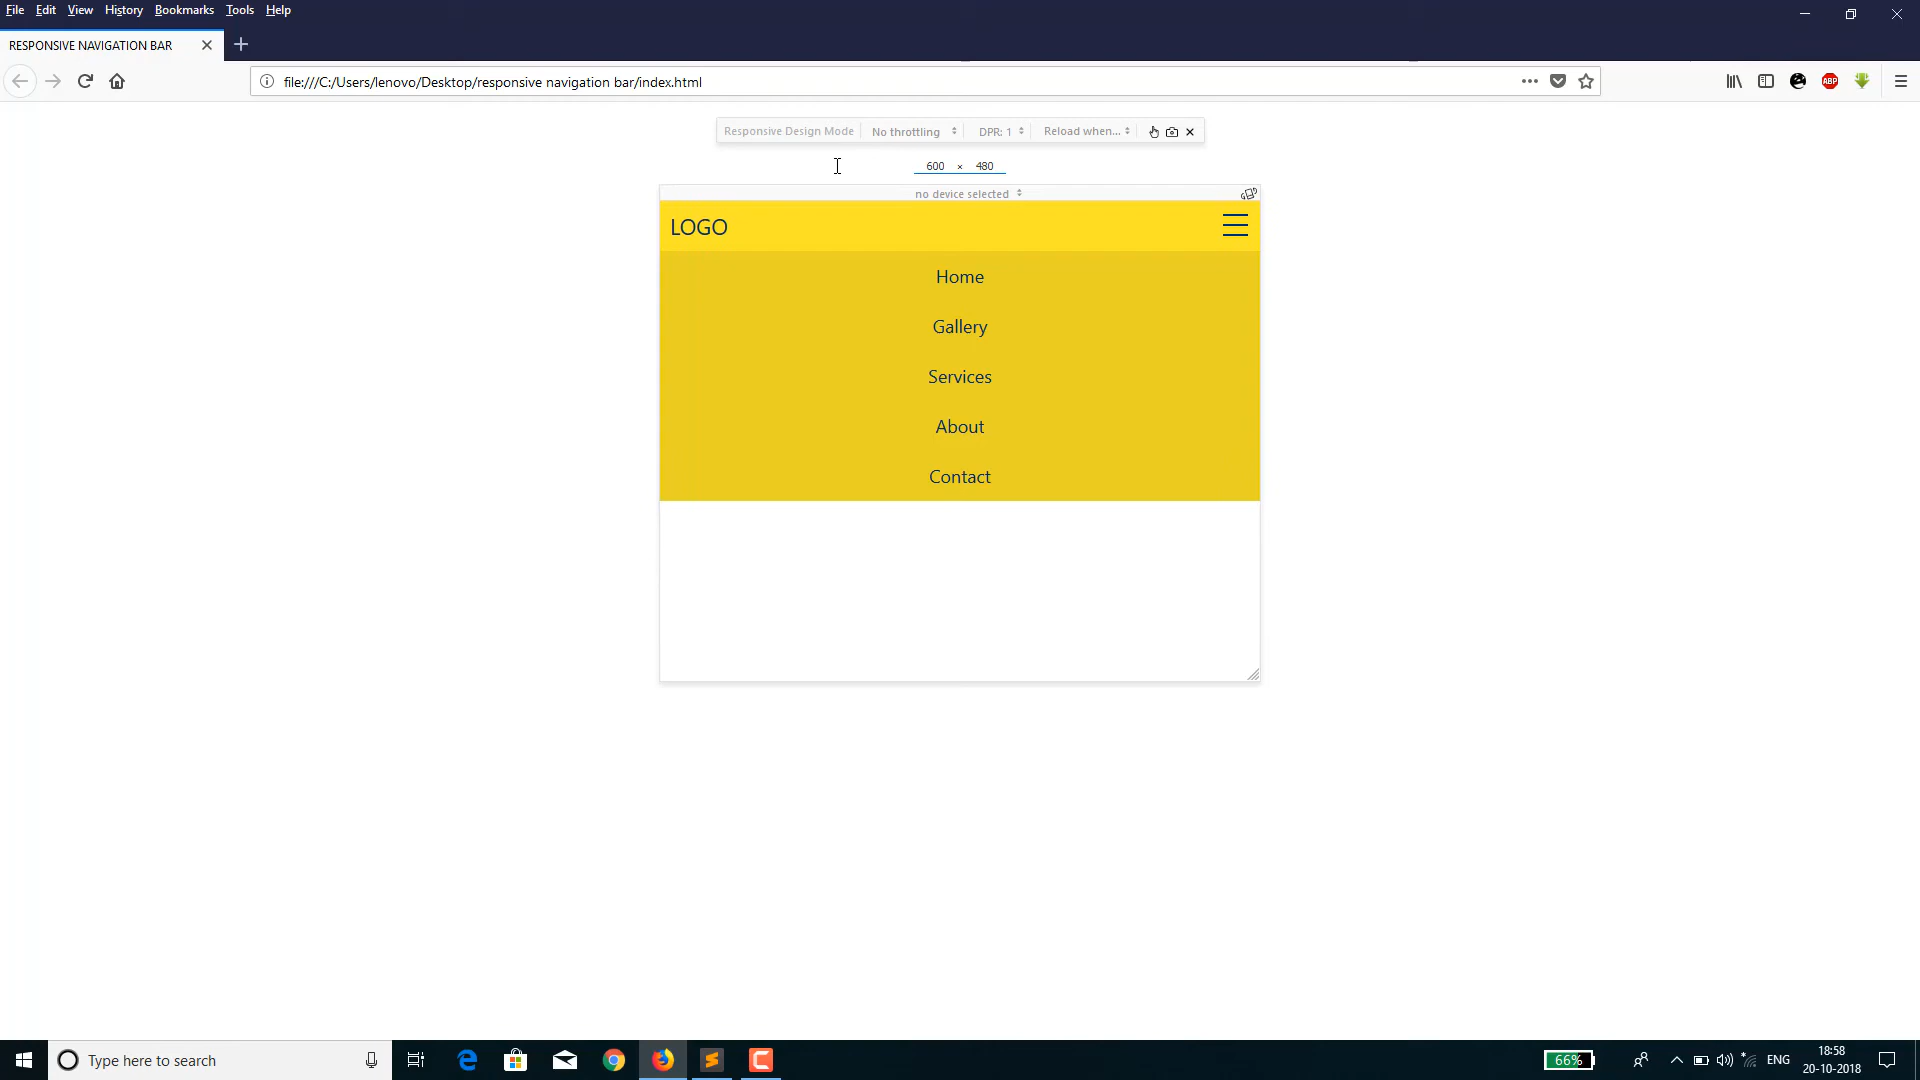 File Edit View History Bookmarks Tools Help
RESPONSIVE NAVIGATION BAR
file:///C:/Users/lenovo/Desktop/responsive navigation bar/index.html
ABP
Responsive Design Mode No throttling DPR: 1 Reload when...
600 × 480
no device selected
LOGO
Home
Gallery
Services
About
Contact
Type here to search
66%
ENG
18:58
20-10-2018